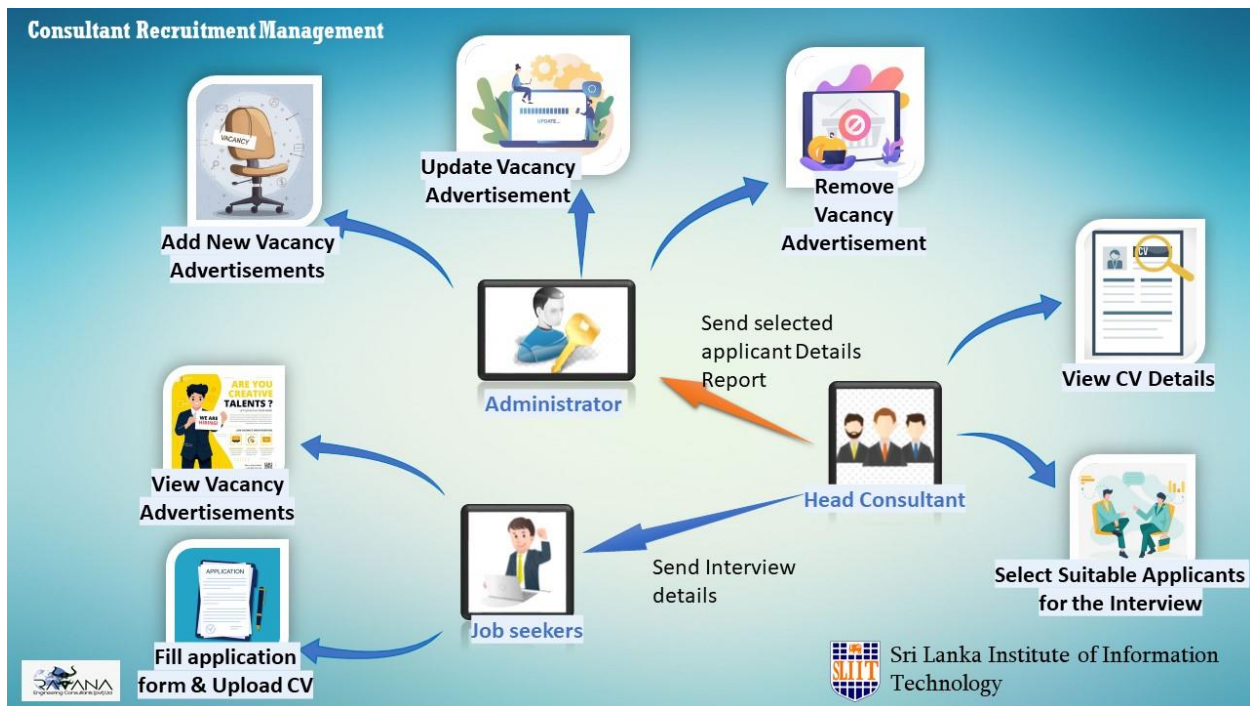 Consultant Recruitment Management
VACANCY
UPDATE...
Update Vacancy
Advertisement
Remove
Vacancy
Advertisement
Add New Vacancy
Advertisements
CV
View CV Details
Send selected
applicant Details
Report
Administrator
ARE YOU
CREATIVE
TALENTS ?
WE ARE
HIRING!
View Vacancy
Advertisements
Head Consultant
Send Interview
details
Select Suitable Applicants
for the Interview
APPLICATION
Job seekers
Fill application
form & Upload CV
RAVANA
SLIIT
Sri Lanka Institute of Information
Technology